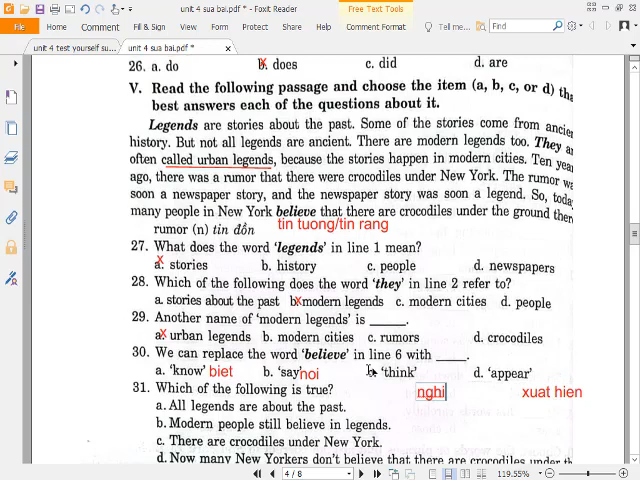 unit 4 sua bai.pdf * - Foxit Reader
Free Text Tools
File
Home
Comment
Fill & Sign
View
Form
Protect
Share
Help
Comment Format
Tell me...
Find
unit 4 test yourself su...
unit 4 sua bai.pdf *
26. a. do b. does c. did d. are
V. Read the following passage and choose the item (a, b, c, or d) tha
best answers each of the questions about it.
Legends are stories about the past. Some of the stories come from ancien
history. But not all legends are ancient. There are modern legends too. They are
often called urban legends, because the stories happen in modern cities. Ten year
ago, there was a rumor that there were crocodiles under New York. The rumor wa
soon a newspaper story, and the newspaper story was soon a legend. So, today
many people in New York believe that there are crocodiles under the ground there
rumor (n) tin đồn
tin tuong/tin rang
27. What does the word 'legends' in line 1 mean?
a. stories b. history c. people d. newspapers
28. Which of the following does the word 'they' in line 2 refer to?
a. stories about the past b. modern legends c. modern cities d. people
29. Another name of 'modern legends' is _____.
a. urban legends b. modern cities c. rumors d. crocodiles
30. We can replace the word 'believe' in line 6 with _____.
a. 'know' biet b. 'say' noi c. 'think' d. 'appear'
31. Which of the following is true? nghi xuat hien
a. All legends are about the past.
b. Modern people still believe in legends.
c. There are crocodiles under New York.
d. Now many New Yorkers don't believe that there are crocodiles under the
4 / 8
119.55%